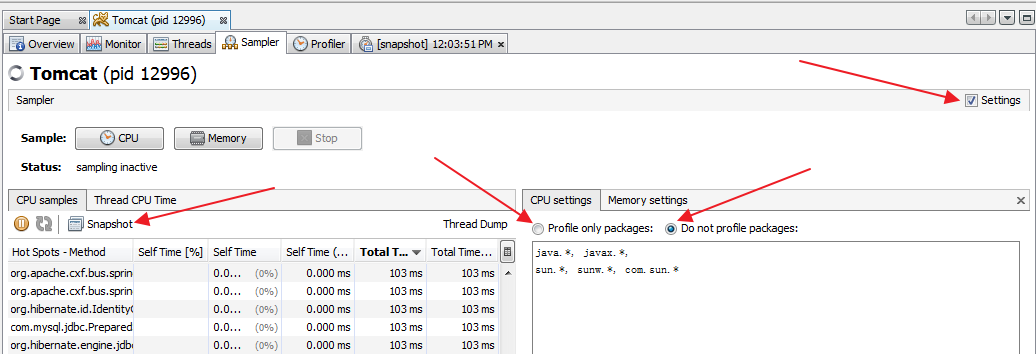 Start Page Tomcat (pid 12996)
Overview Monitor Threads Sampler Profiler [snapshot] 12:03:51 PM
Tomcat (pid 12996)
Sampler Settings
Sample: CPU Memory Stop
Status: sampling inactive
CPU samples Thread CPU Time CPU settings Memory settings
Snapshot Thread Dump Profile only packages: Do not profile packages:
Hot Spots - Method Self Time [%] Self Time Self Time (... Total T... Total Time...
java.*, javax.*,
sun.*, sunw.*, com.sun.*
org.apache.cxf.bus.sprin 0.0... (0%) 0.000 ms 103 ms 103 ms
org.apache.cxf.bus.sprin 0.0... (0%) 0.000 ms 103 ms 103 ms
org.hibernate.id.Identity 0.0... (0%) 0.000 ms 103 ms 103 ms
com.mysql.jdbc.Prepared 0.0... (0%) 0.000 ms 103 ms 103 ms
org.hibernate.engine.jdb 0.0... (0%) 0.000 ms 103 ms 103 ms